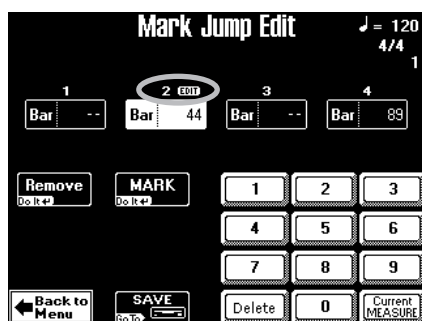 Mark Jump Edit
♩ = 120
4/4
1
1 2 EDIT 3 4
Bar -- Bar 44 Bar -- Bar 89
Remove MARK 1 2 3
Do It ↵ Do It ↵
4 5 6
7 8 9
Back to Menu SAVE Delete 0 Current MEASURE
Go To